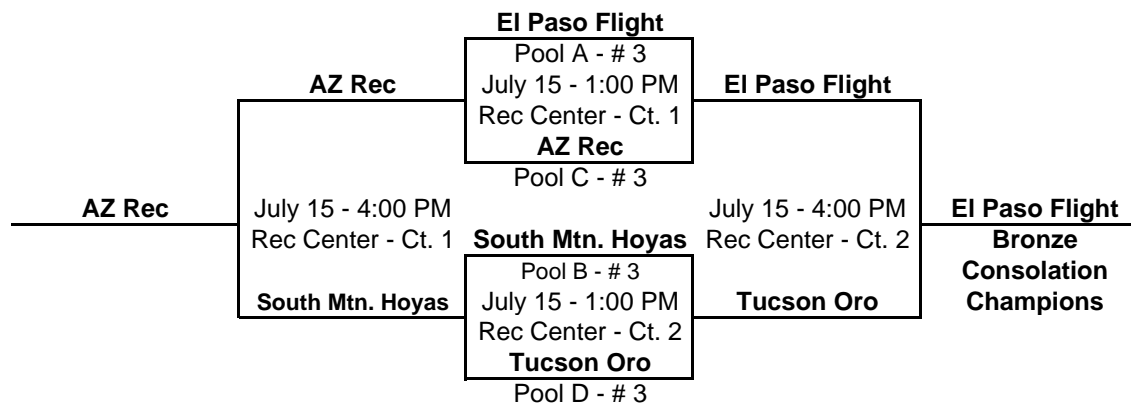 El Paso Flight
Pool A - # 3
AZ Rec July 15 - 1:00 PM El Paso Flight
Rec Center - Ct. 1
AZ Rec
Pool C - # 3
AZ Rec July 15 - 4:00 PM July 15 - 4:00 PM El Paso Flight
Rec Center - Ct. 1 South Mtn. Hoyas Rec Center - Ct. 2 Bronze
Pool B - # 3 Consolation
South Mtn. Hoyas July 15 - 1:00 PM Tucson Oro Champions
Rec Center - Ct. 2
Tucson Oro
Pool D - # 3